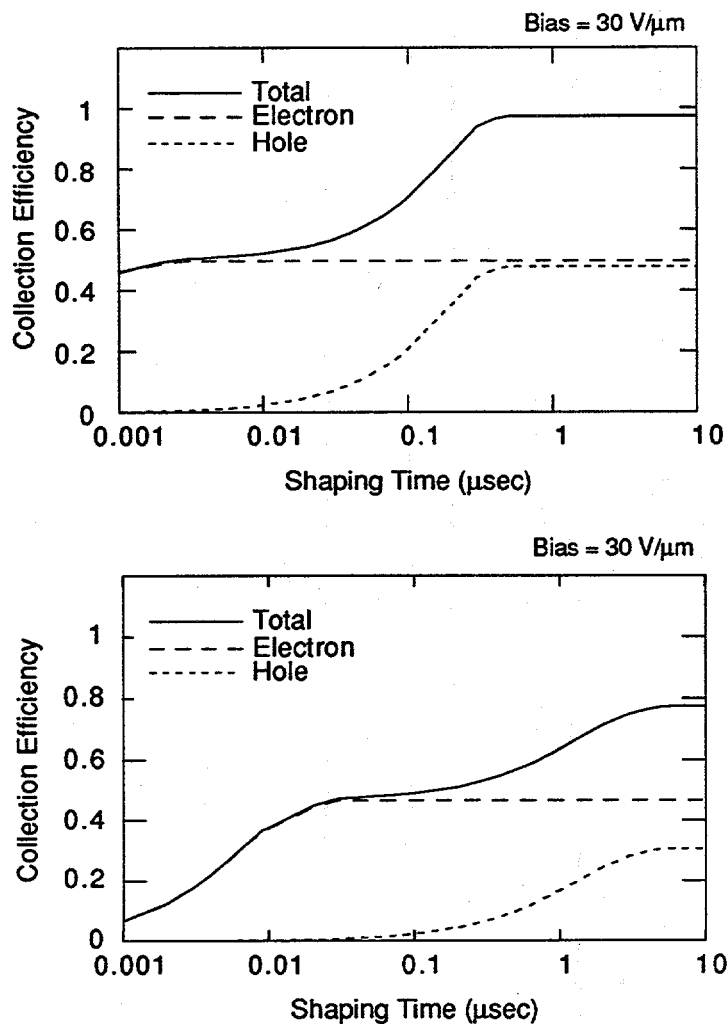 Bias = 30 V/μm
Collection Efficiency
1
0.8
0.6
0.4
0.2
0
Total
Electron
Hole
0.001
0.01
0.1
1
10
Shaping Time (μsec)
Bias = 30 V/μm
Collection Efficiency
1
0.8
0.6
0.4
0.2
0
Total
Electron
Hole
0.001
0.01
0.1
1
10
Shaping Time (μsec)